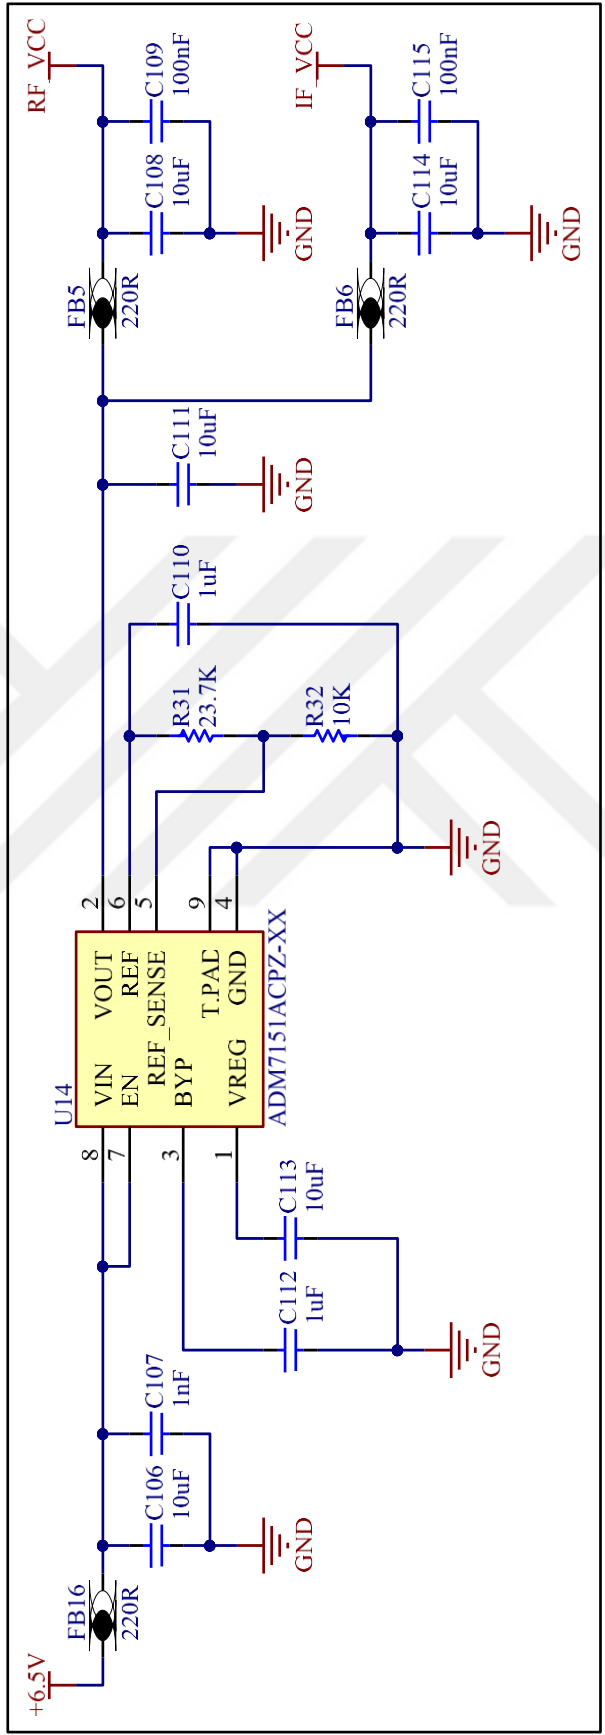 +6.5V
FB16
220R
C106
10uF
GND
C107
1nF
C112
1uF
GND
C113
10uF
U14
8
7
3
1
VIN
EN
BYP
VREG
VOUT
REF
REF_SENSE
T.PAD
GND
2
6
5
9
4
ADM7151ACPZ-XX
GND
R31
23.7K
R32
10K
C110
1uF
C111
10uF
GND
FB5
220R
C108
10uF
GND
C109
100nF
RF_VCC
FB6
220R
C114
10uF
GND
C115
100nF
IF_VCC